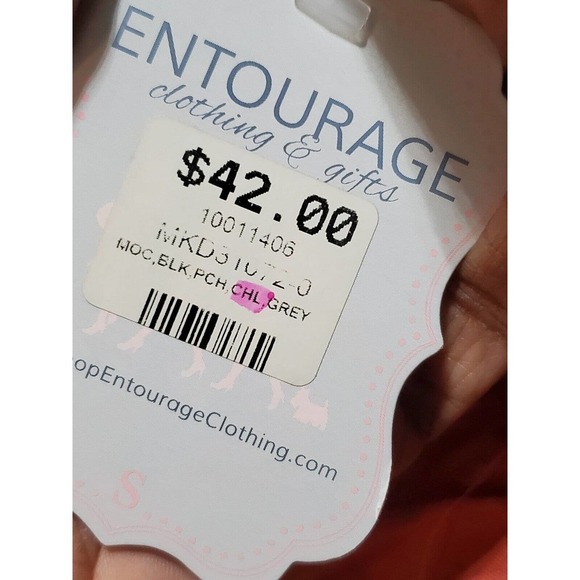 ENTOURAGE
clothing & gifts
$42.00
10011406
MKD31072-0
MOC,BLK,PCH,CHL,GREY
opEntourageClothing.com
S